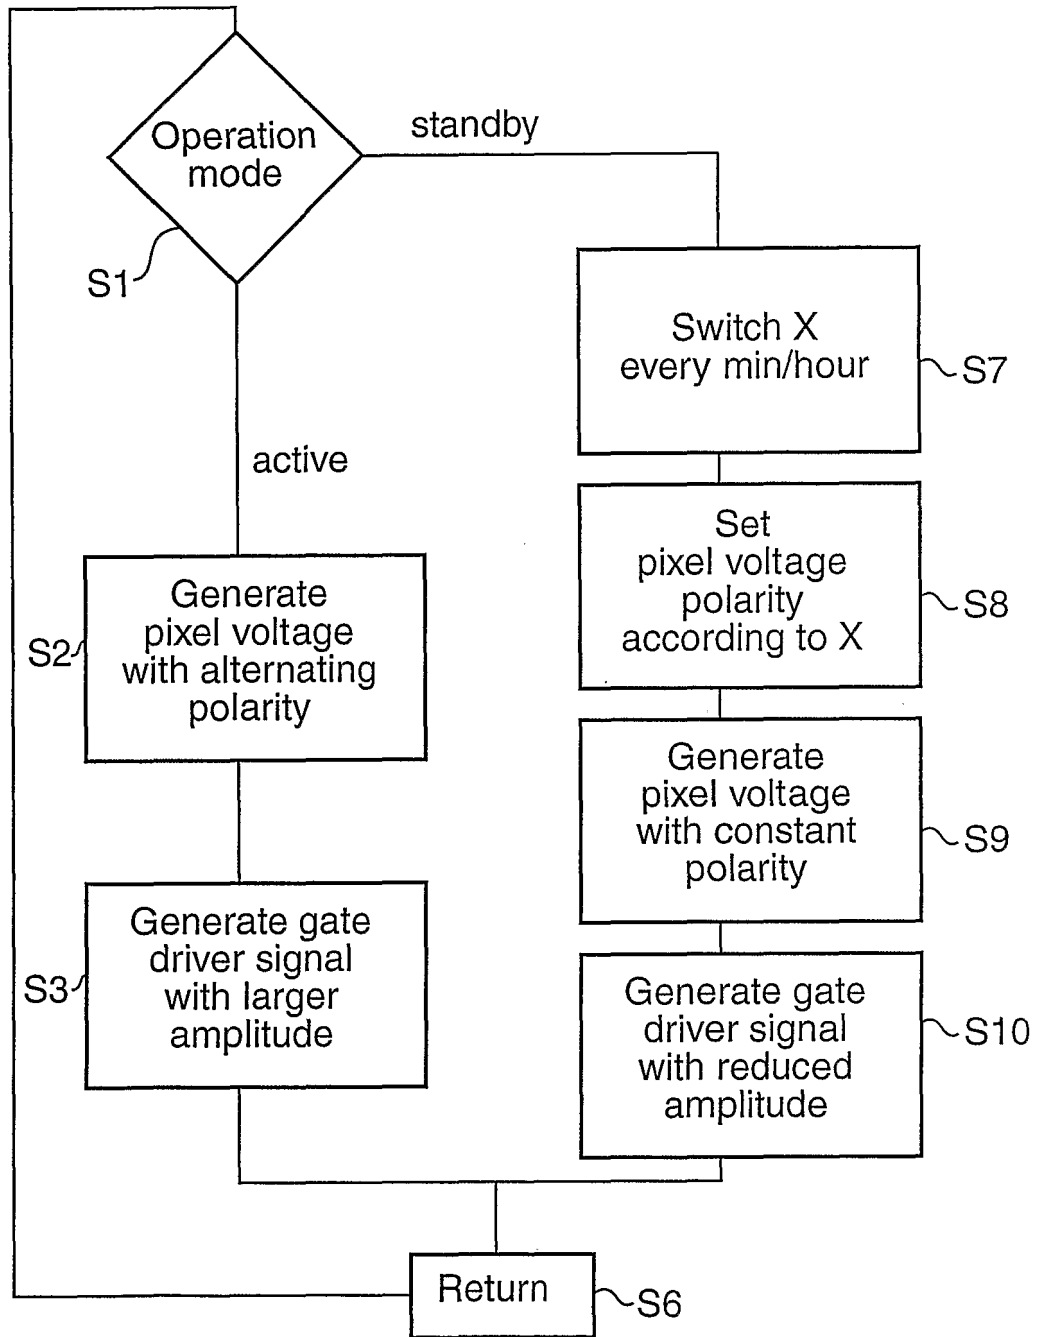 Operation
mode
standby
S1
active
Switch X
every min/hour
S7
Set
pixel voltage
polarity
according to X
S8
Generate
pixel voltage
with alternating
polarity
S2
Generate
pixel voltage
with constant
polarity
S9
Generate gate
driver signal
with larger
amplitude
S3
Generate gate
driver signal
with reduced
amplitude
S10
Return
S6